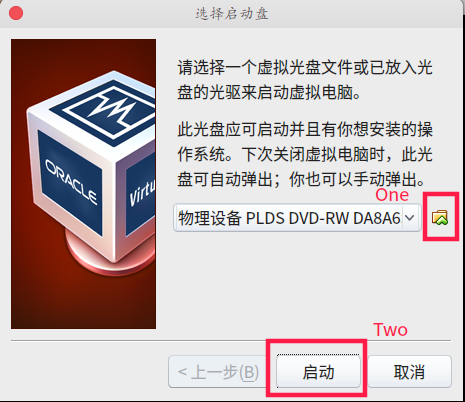 选择启动盘
请选择一个虚拟光盘文件或已放入光
盘的光驱来启动虚拟电脑。
此光盘应可启动并且有你想安装的操
作系统。下次关闭虚拟电脑时，此光
盘可自动弹出；你也可以手动弹出。
One
物理设备 PLDS DVD-RW DA8A6
ORACLE
Virtu
Two
< 上一步(B)
启动
取消